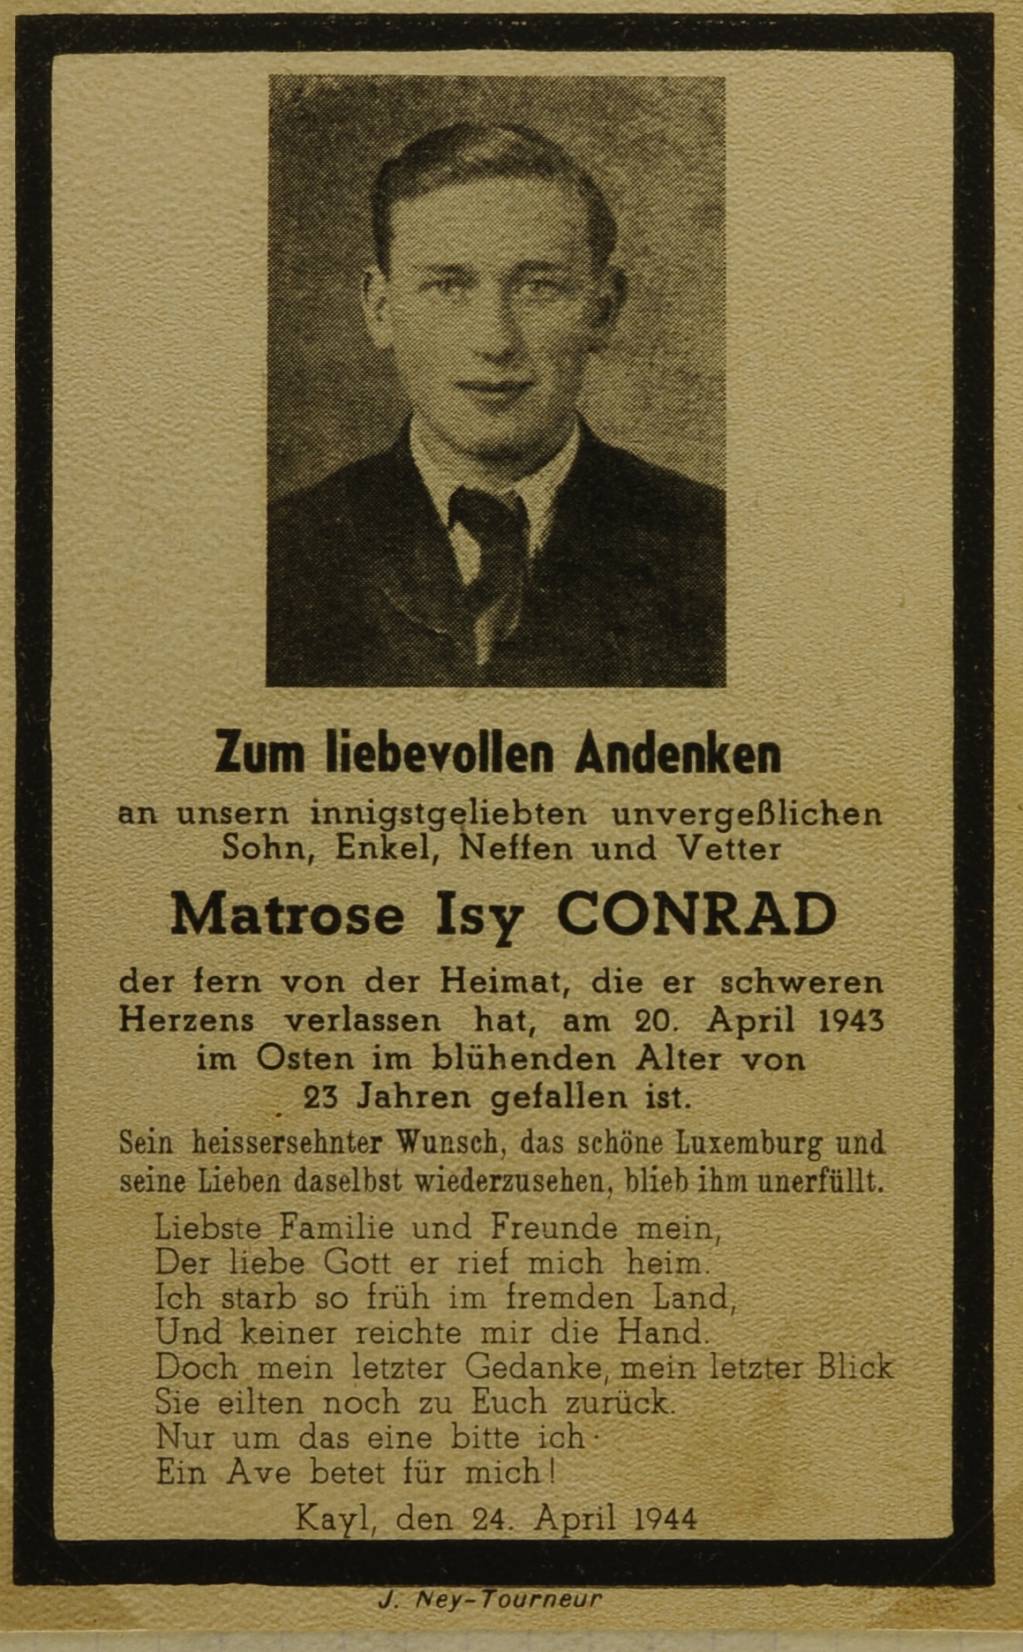 Zum liebevollen Andenken
an unsern innigstgeliebten unvergeßlichen
Sohn, Enkel, Neffen und Vetter
Matrose Isy CONRAD
der fern von der Heimat, die er schweren
Herzens verlassen hat, am 20. April 1943
im Osten im blühenden Alter von
23 Jahren gefallen ist.
Sein heissersehnter Wunsch, das schöne Luxemburg und
seine Lieben daselbst wiederzusehen, blieb ihm unerfüllt.
Liebste Familie und Freunde mein,
Der liebe Gott er rief mich heim.
Ich starb so früh im fremden Land,
Und keiner reichte mir die Hand.
Doch mein letzter Gedanke, mein letzter Blick
Sie eilten noch zu Euch zurück.
Nur um das eine bitte ich·
Ein Ave betet für mich!
Kayl, den 24. April 1944
J. Ney-Tourneur